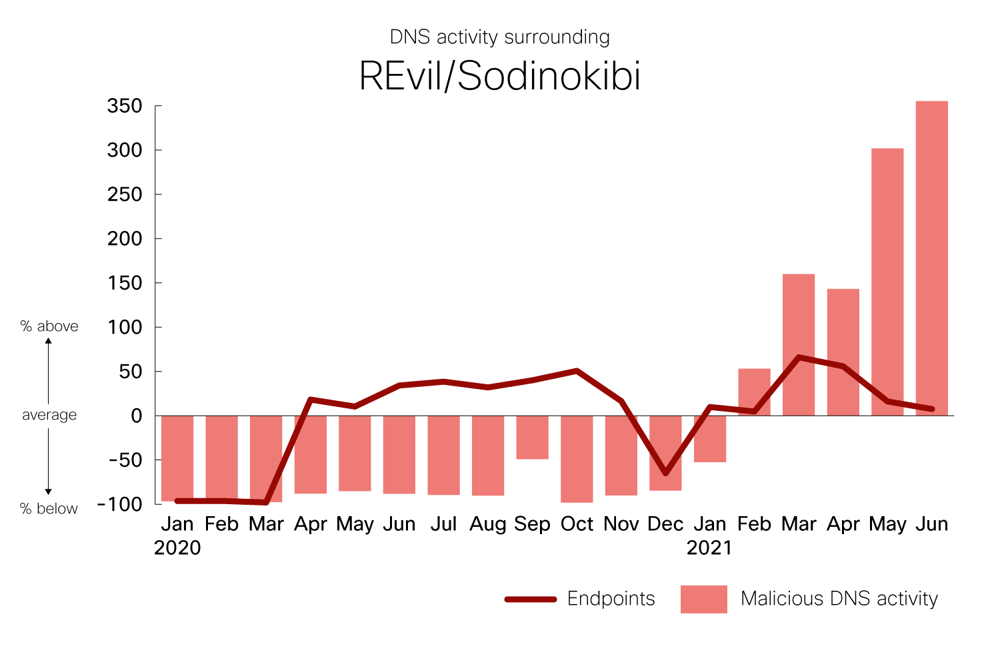 DNS activity surrounding
REvil/Sodinokibi
350
300
250
200
150
100
50
0
-50
-100
% above
average
% below
Jan Feb Mar Apr May Jun Jul Aug Sep Oct Nov Dec Jan Feb Mar Apr May Jun
2020 2021
Endpoints Malicious DNS activity